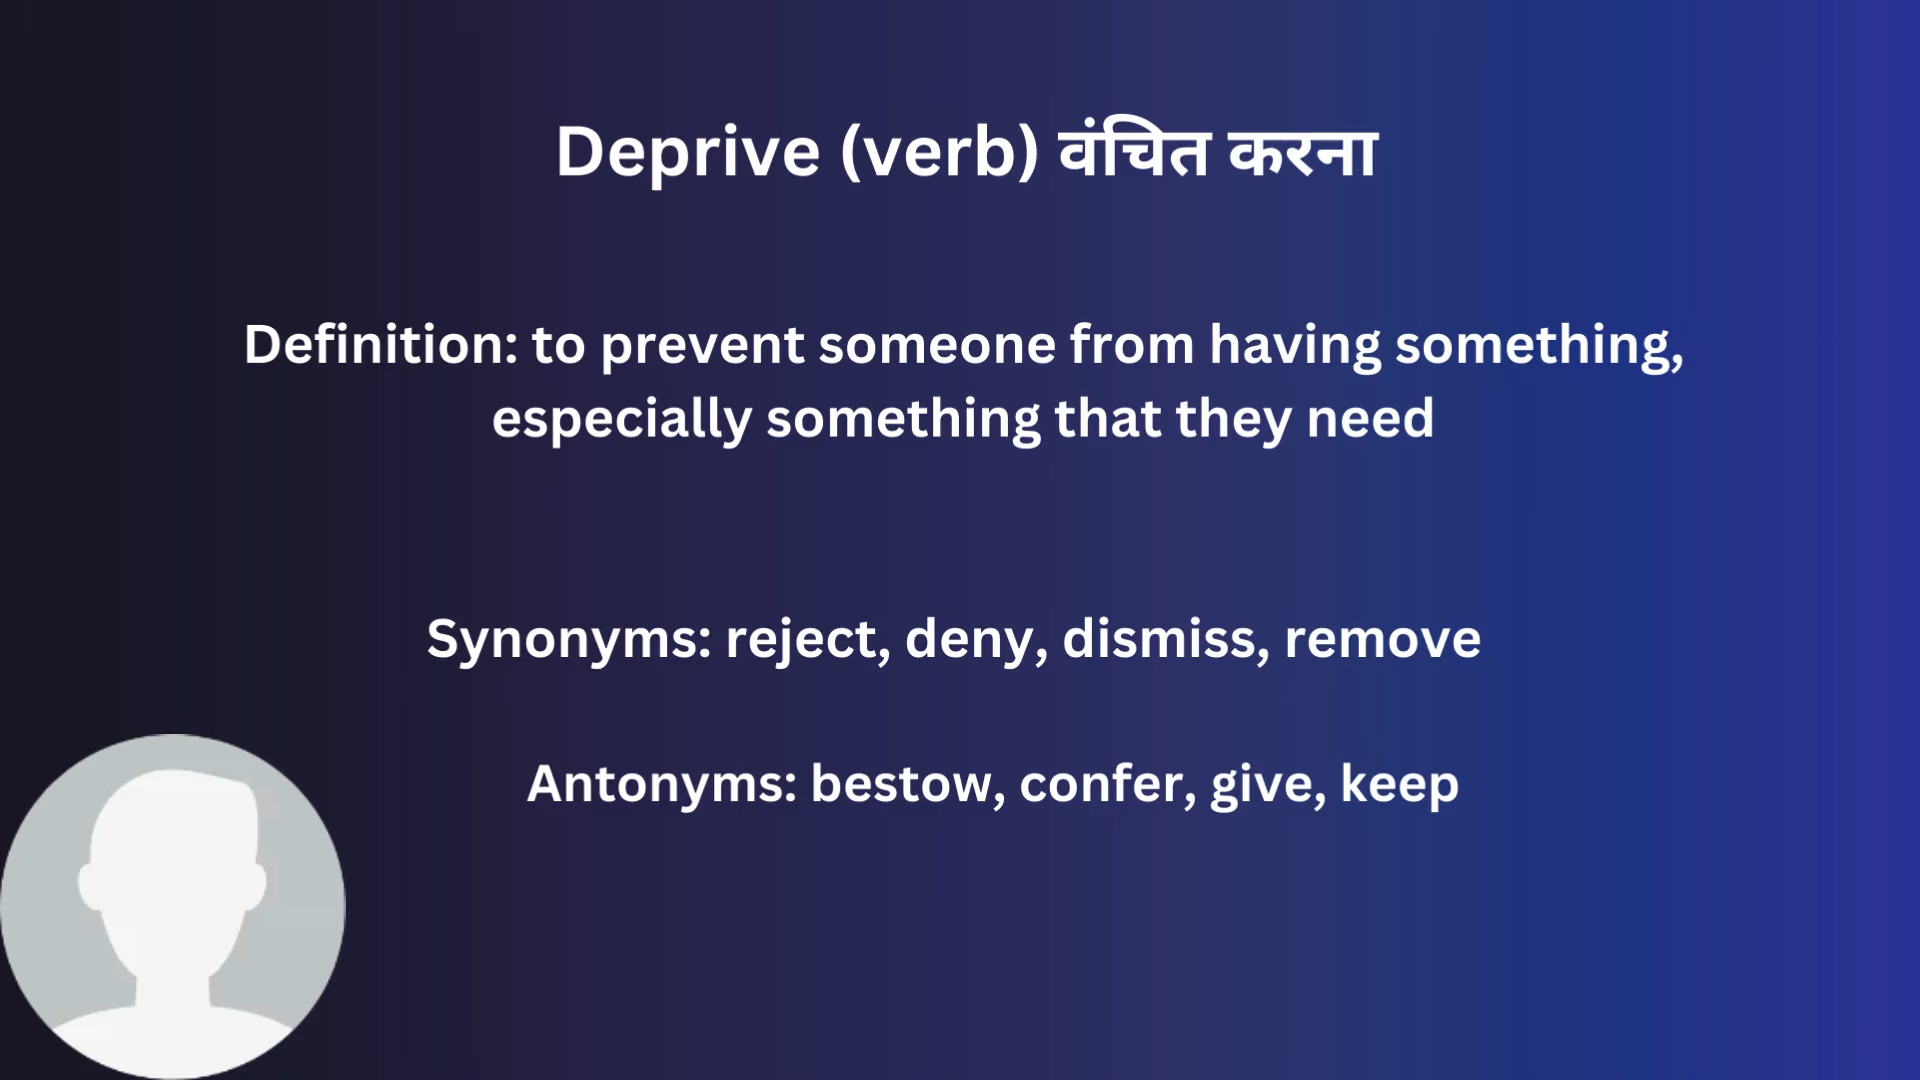 Deprive (verb) वंचित करना
Definition: to prevent someone from having something,
especially something that they need
Synonyms: reject, deny, dismiss, remove
Antonyms: bestow, confer, give, keep